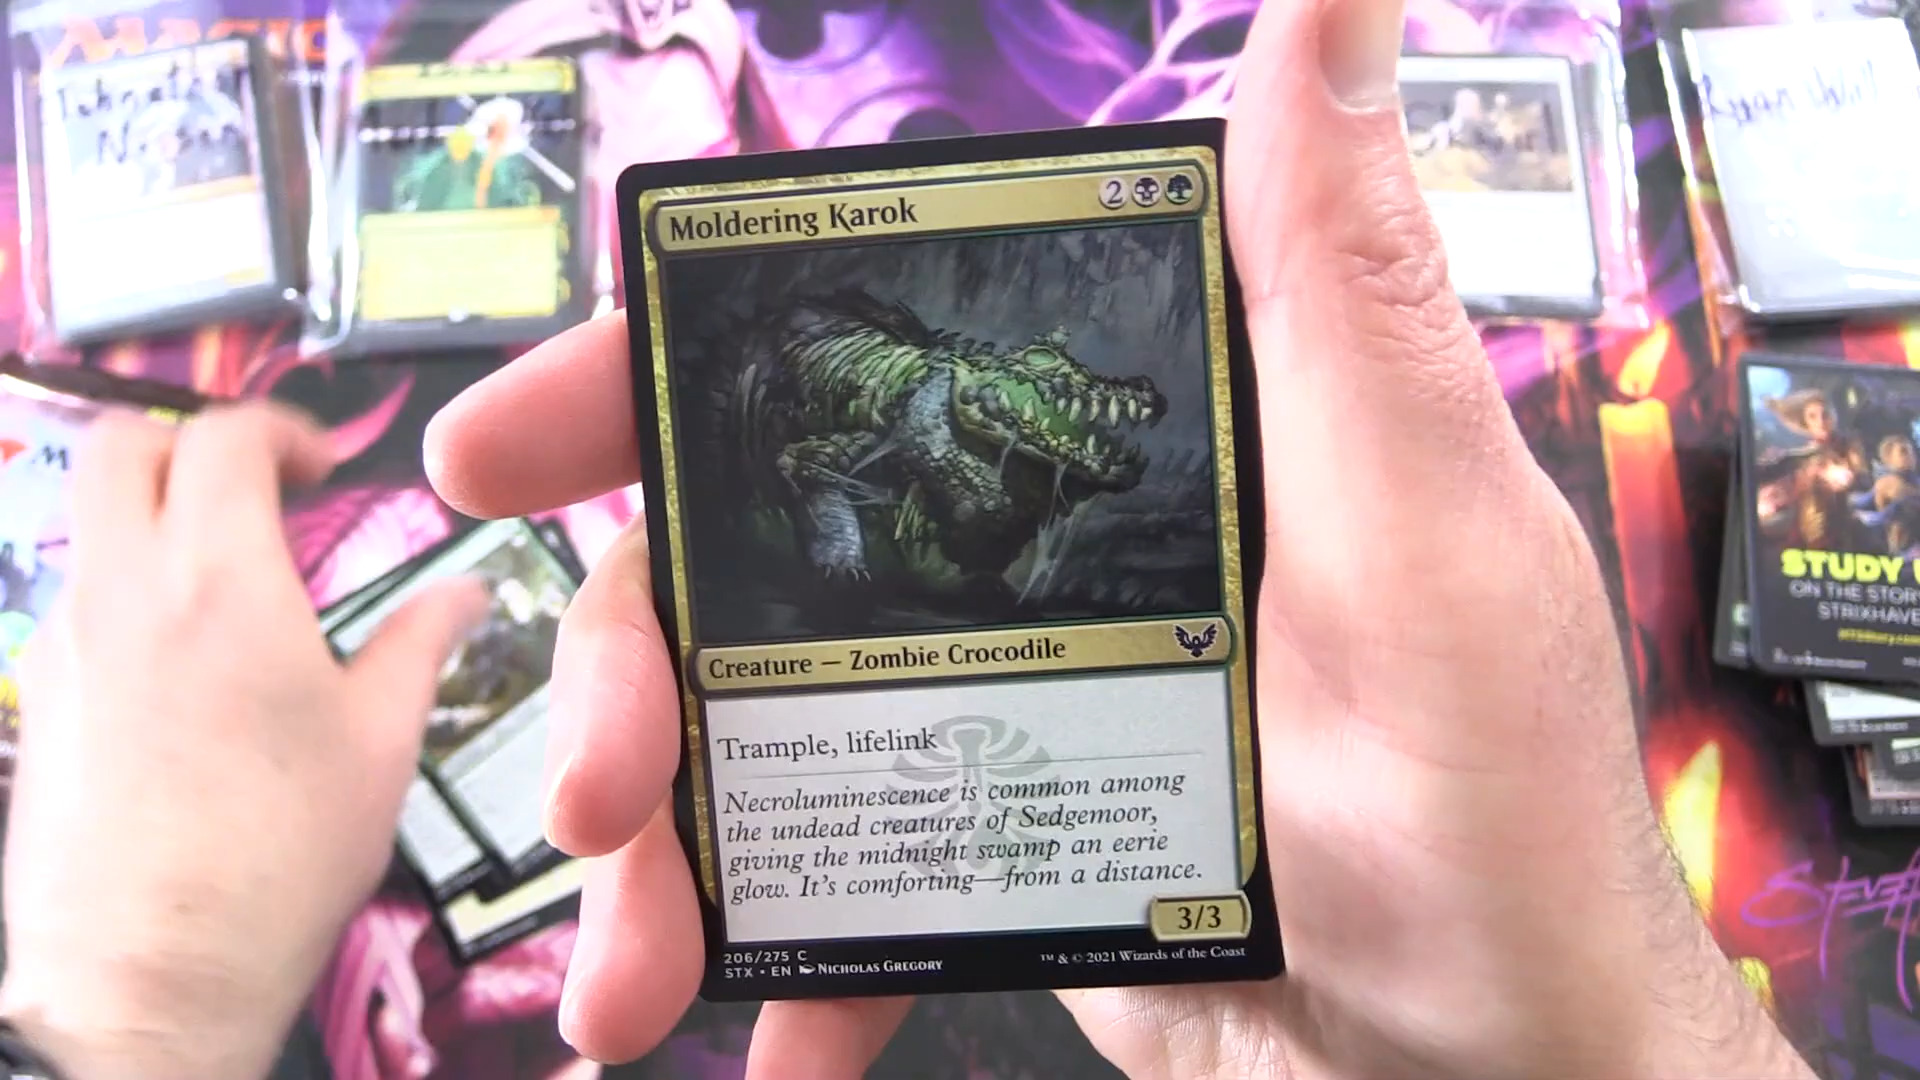 MAGIC
Ryan
Moldering Karok
2
Creature — Zombie Crocodile
Trample, lifelink
Necroluminescence is common among
the undead creatures of Sedgemoor,
giving the midnight swamp an eerie
glow. It's comforting—from a distance.
3/3
206/275 C
STX • EN NICHOLAS GREGORY
™ & © 2021 Wizards of the Coast
STUDY
ON THE STORY
STRIXHAVE